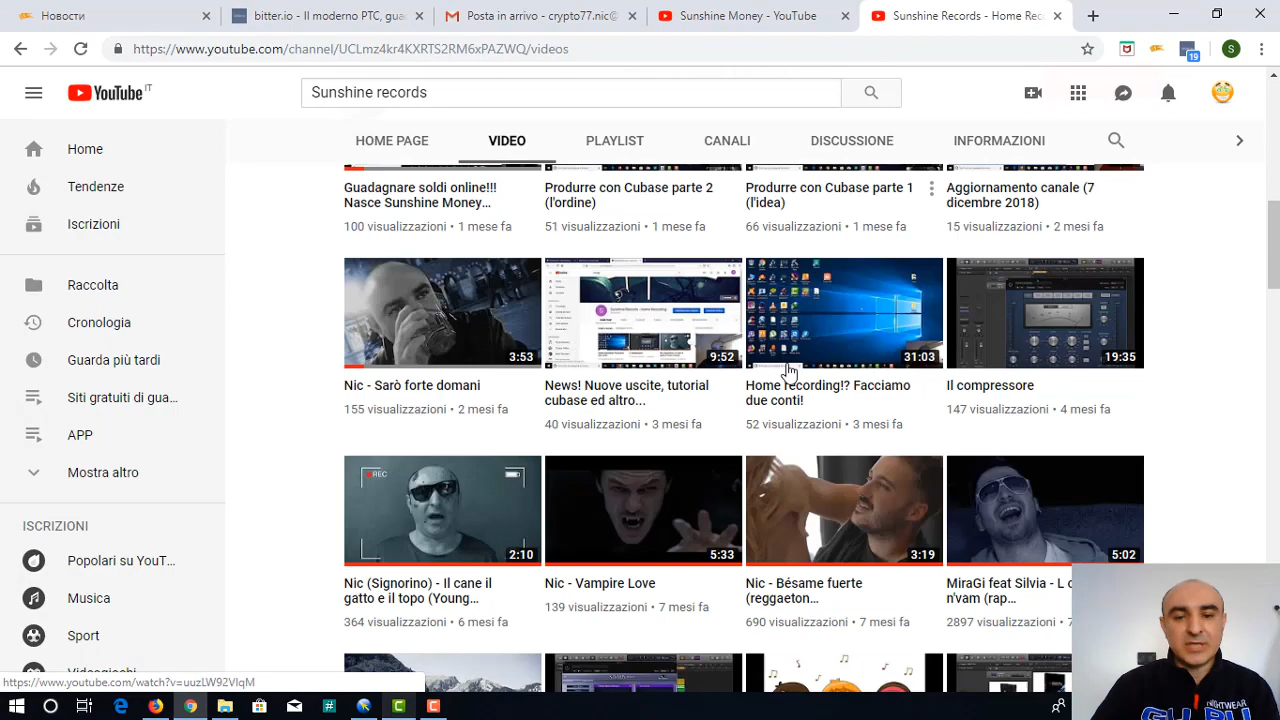 Новости
bitter.io - Il moderno PTC, gua
Posta in arrivo - crypto77.nic@
Sunshine Money - YouTube
Sunshine Records - Home Rec
https://www.youtube.com/channel/UCLmz4kr4KXRTS2RM6xPAZWQ/videos
19
S
YouTube IT
Sunshine records
HOME PAGE
VIDEO
PLAYLIST
CANALI
DISCUSSIONE
INFORMAZIONI
Home
Tendenze
Iscrizioni
Raccolta
Cronologia
Guarda più tardi
Siti gratuiti di gua...
APP
Mostra altro
ISCRIZIONI
Popolari su YouT...
Musica
Sport
Guadagnare soldi online!!!
Nasce Sunshine Money...
100 visualizzazioni • 1 mese fa
Produrre con Cubase parte 2
(l'ordine)
51 visualizzazioni • 1 mese fa
Produrre con Cubase parte 1
(l'idea)
66 visualizzazioni • 1 mese fa
Aggiornamento canale (7
dicembre 2018)
15 visualizzazioni • 2 mesi fa
3:53
Nic - Sarò forte domani
155 visualizzazioni • 2 mesi fa
9:52
News! Nuove uscite, tutorial
cubase ed altro...
40 visualizzazioni • 3 mesi fa
31:03
Home recording!? Facciamo
due conti!
52 visualizzazioni • 3 mesi fa
19:35
Il compressore
147 visualizzazioni • 4 mesi fa
REC
2:10
Nic (Signorino) - Il cane il
gatto e il topo (Young...
364 visualizzazioni • 6 mesi fa
5:33
Nic - Vampire Love
139 visualizzazioni • 7 mesi fa
3:19
Nic - Bésame fuerte
(reggaeton...
690 visualizzazioni • 7 mesi fa
5:02
MiraGi feat Silvia - L
n'vam (rap...
2897 visualizzazioni • 7
NIGHTWEAR